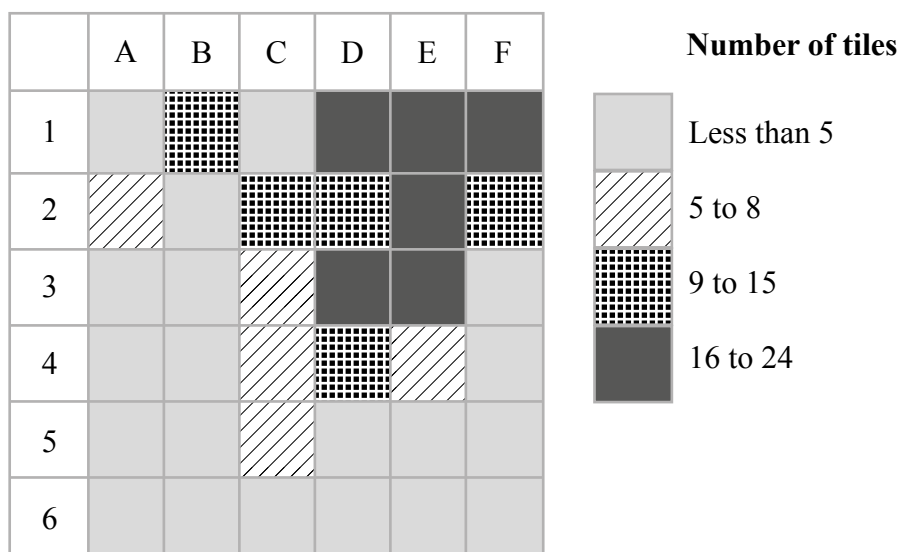 A B C D E F
Number of tiles
1
Less than 5
2
5 to 8
3
9 to 15
4
16 to 24
5
6